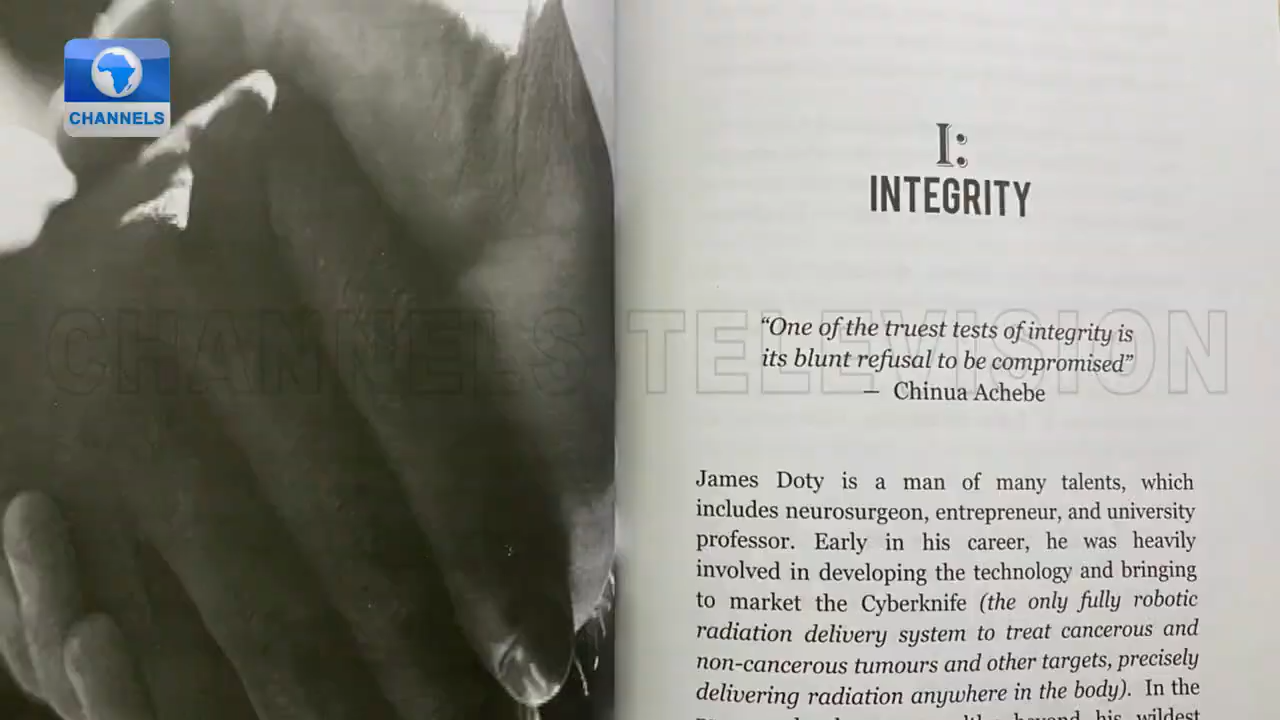 CHANNELS
I:
INTEGRITY
CHANNELS TELEVISION
“One of the truest tests of integrity is
its blunt refusal to be compromised”
— Chinua Achebe
James Doty is a man of many talents, which
includes neurosurgeon, entrepreneur, and university
professor. Early in his career, he was heavily
involved in developing the technology and bringing
to market the Cyberknife (the only fully robotic
radiation delivery system to treat cancerous and
non-cancerous tumours and other targets, precisely
delivering radiation anywhere in the body). In the
beyond his wildest